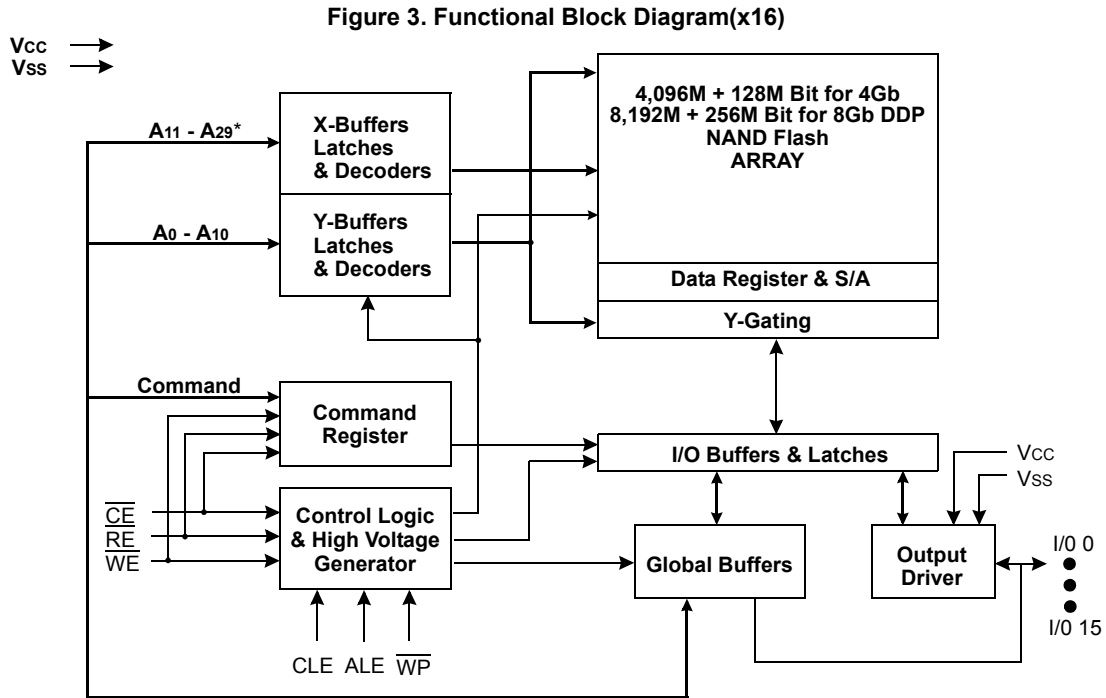 Figure 3. Functional Block Diagram(x16)
VCC
VSS
A11 - A29*
X-Buffers
Latches
& Decoders
4,096M + 128M Bit for 4Gb
8,192M + 256M Bit for 8Gb DDP
NAND Flash
ARRAY
A0 - A10
Y-Buffers
Latches
& Decoders
Data Register & S/A
Y-Gating
Command
Command
Register
I/O Buffers & Latches
VCC
VSS
CE
RE
WE
Control Logic
& High Voltage
Generator
Global Buffers
Output
Driver
I/0 0
I/0 15
CLE ALE WP